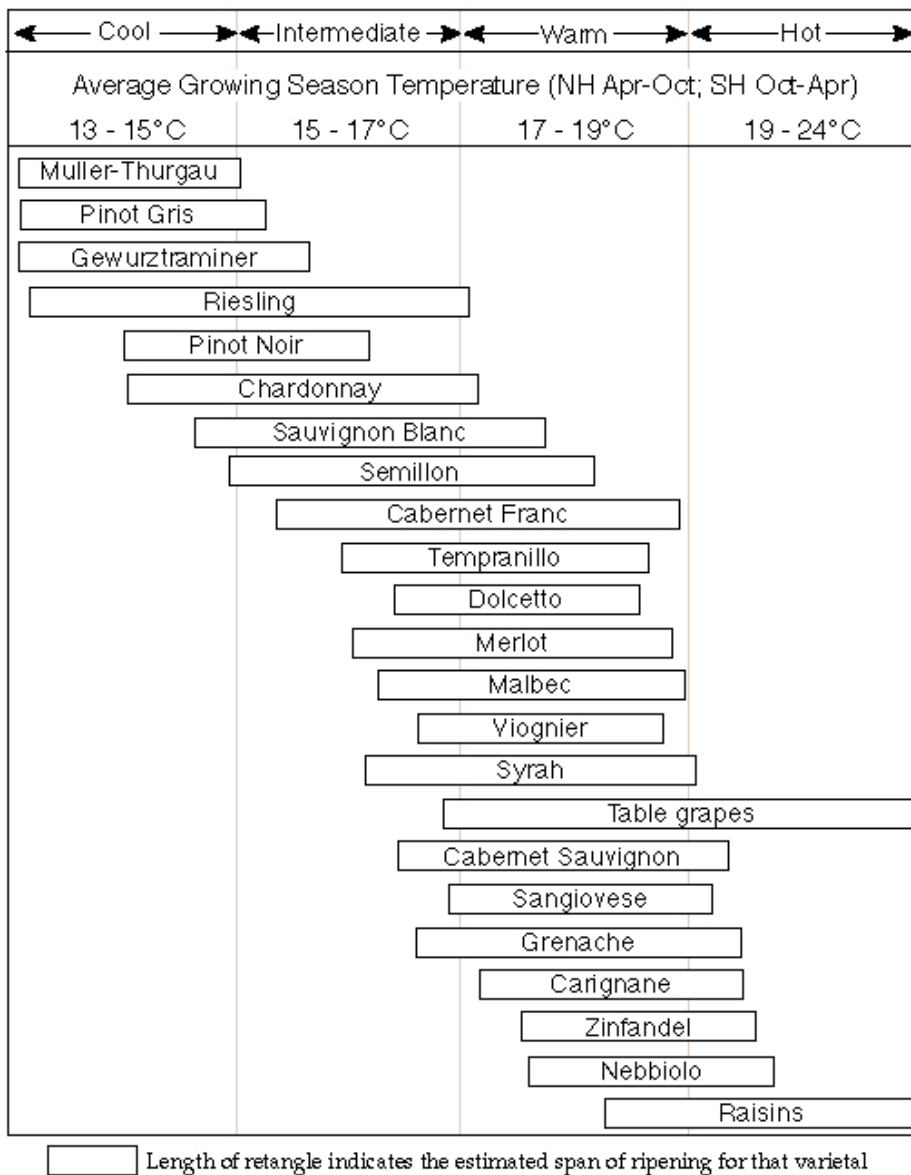 Cool Intermediate Warm Hot
Average Growing Season Temperature (NH Apr-Oct; SH Oct-Apr)
13 - 15°C 15 - 17°C 17 - 19°C 19 - 24°C
Muller-Thurgau
Pinot Gris
Gewurztraminer
Riesling
Pinot Noir
Chardonnay
Sauvignon Blanc
Semillon
Cabernet Franc
Tempranillo
Dolcetto
Merlot
Malbec
Viognier
Syrah
Table grapes
Cabernet Sauvignon
Sangiovese
Grenache
Carignane
Zinfandel
Nebbiolo
Raisins
Length of retangle indicates the estimated span of ripening for that varietal